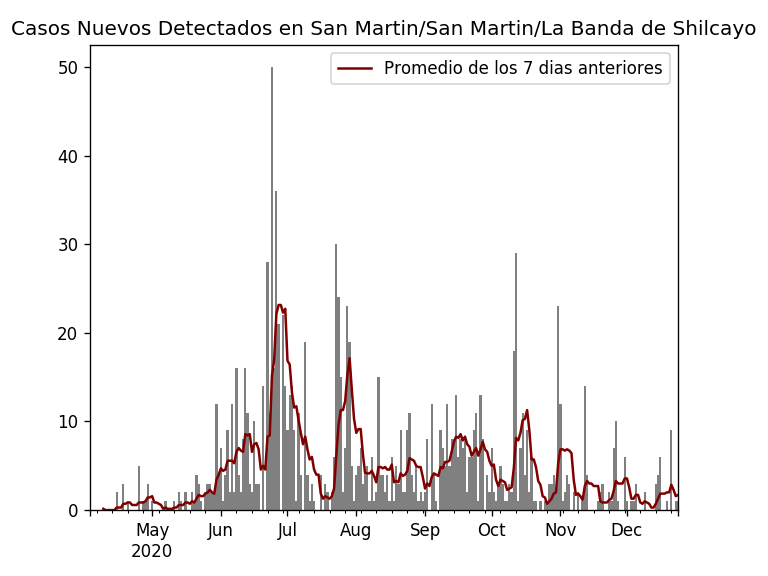 Casos Nuevos Detectados en San Martin/San Martin/La Banda de Shilcayo
Promedio de los 7 dias anteriores
50
40
30
20
10
0
May Jun Jul Aug Sep Oct Nov Dec
2020